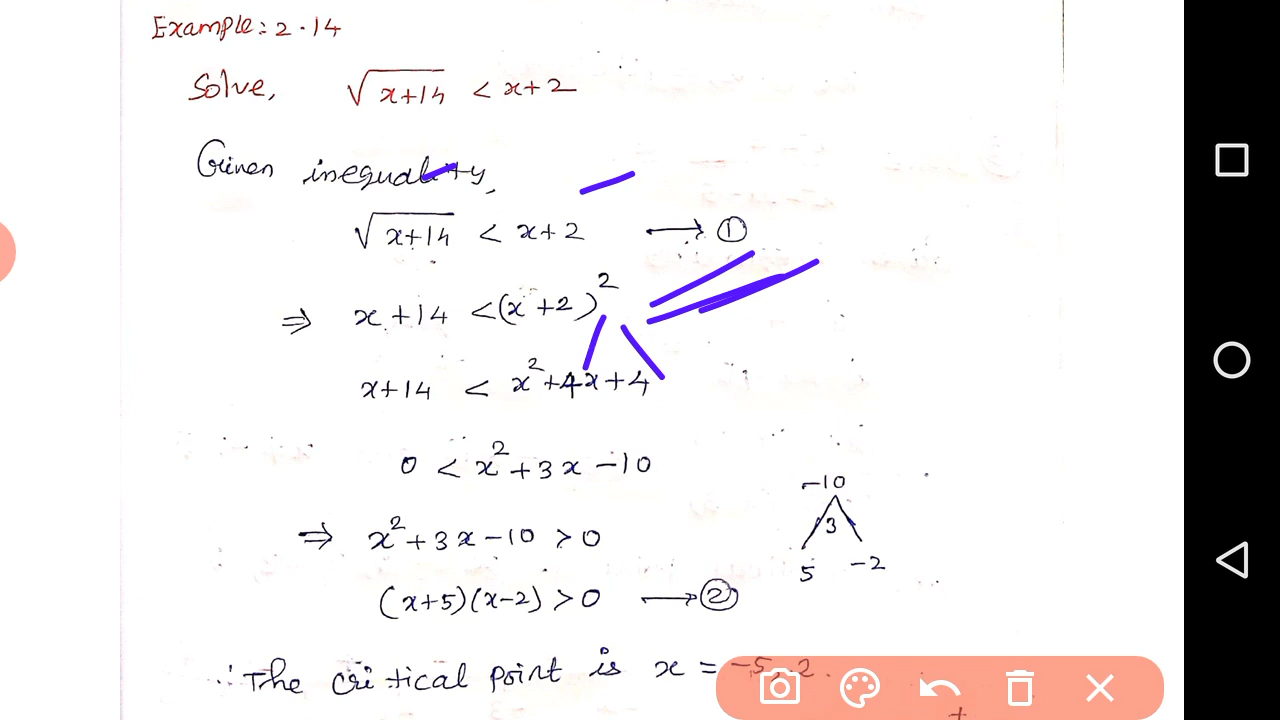 Example: 2.14
Solve, √x+14 < x+2
Given inequality,
√x+14 < x+2 ⟶ ①
⇒ x+14 < (x+2)²
x+14 < x²+4x+4
0 < x²+3x-10
-10
3
5 -2
⇒ x²+3x-10 > 0
(x+5)(x-2) > 0 ⟶ ②
∴ The critical point is x = -5, 2.
+